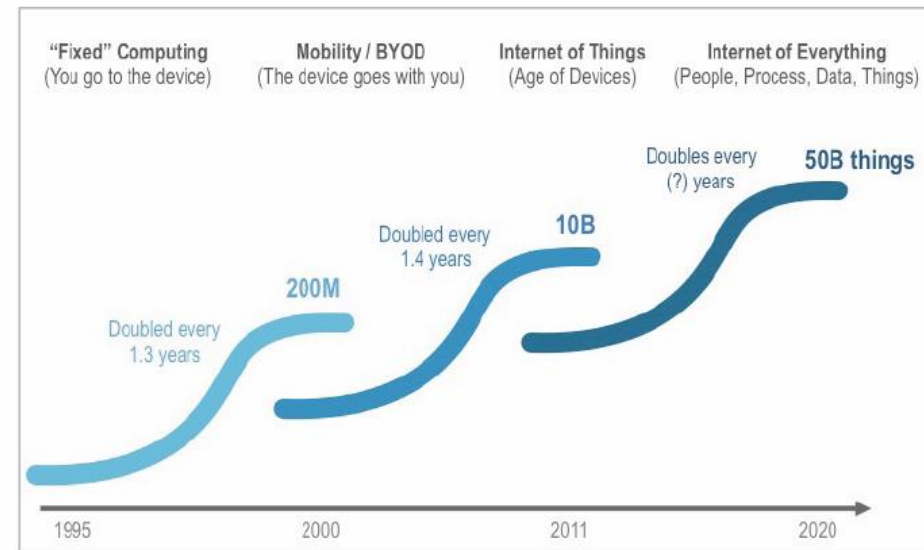 “Fixed” Computing
(You go to the device)
Mobility / BYOD
(The device goes with you)
Internet of Things
(Age of Devices)
Internet of Everything
(People, Process, Data, Things)
Doubled every
1.3 years
200M
Doubled every
1.4 years
10B
Doubles every
(?) years
50B things
1995
2000
2011
2020